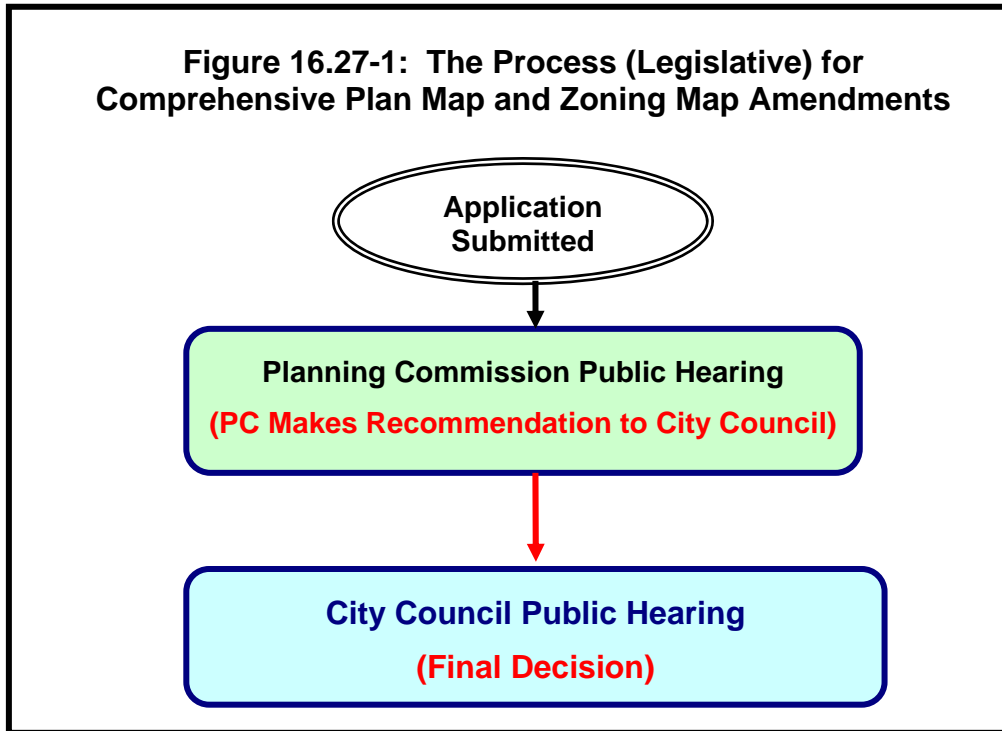 Figure 16.27-1:  The Process (Legislative) for
Comprehensive Plan Map and Zoning Map Amendments
Application
Submitted
Planning Commission Public Hearing
(PC Makes Recommendation to City Council)
City Council Public Hearing
(Final Decision)